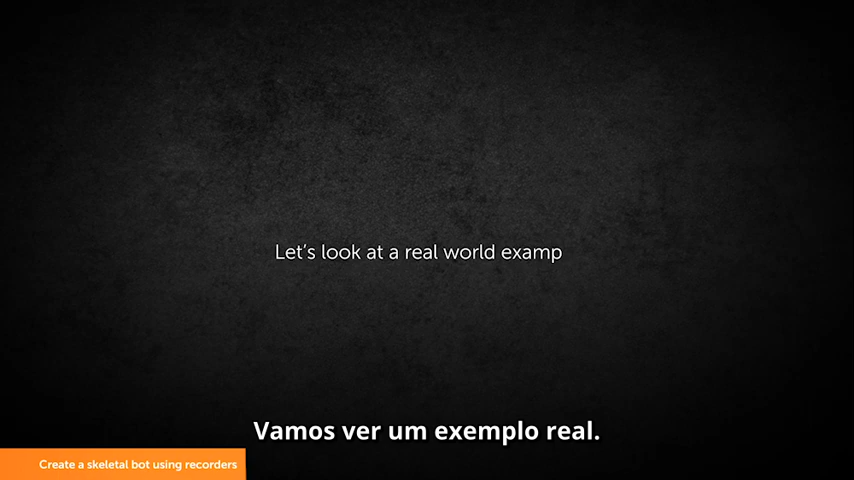 Let's look at a real world examp
Vamos ver um exemplo real.
Create a skeletal bot using recorders